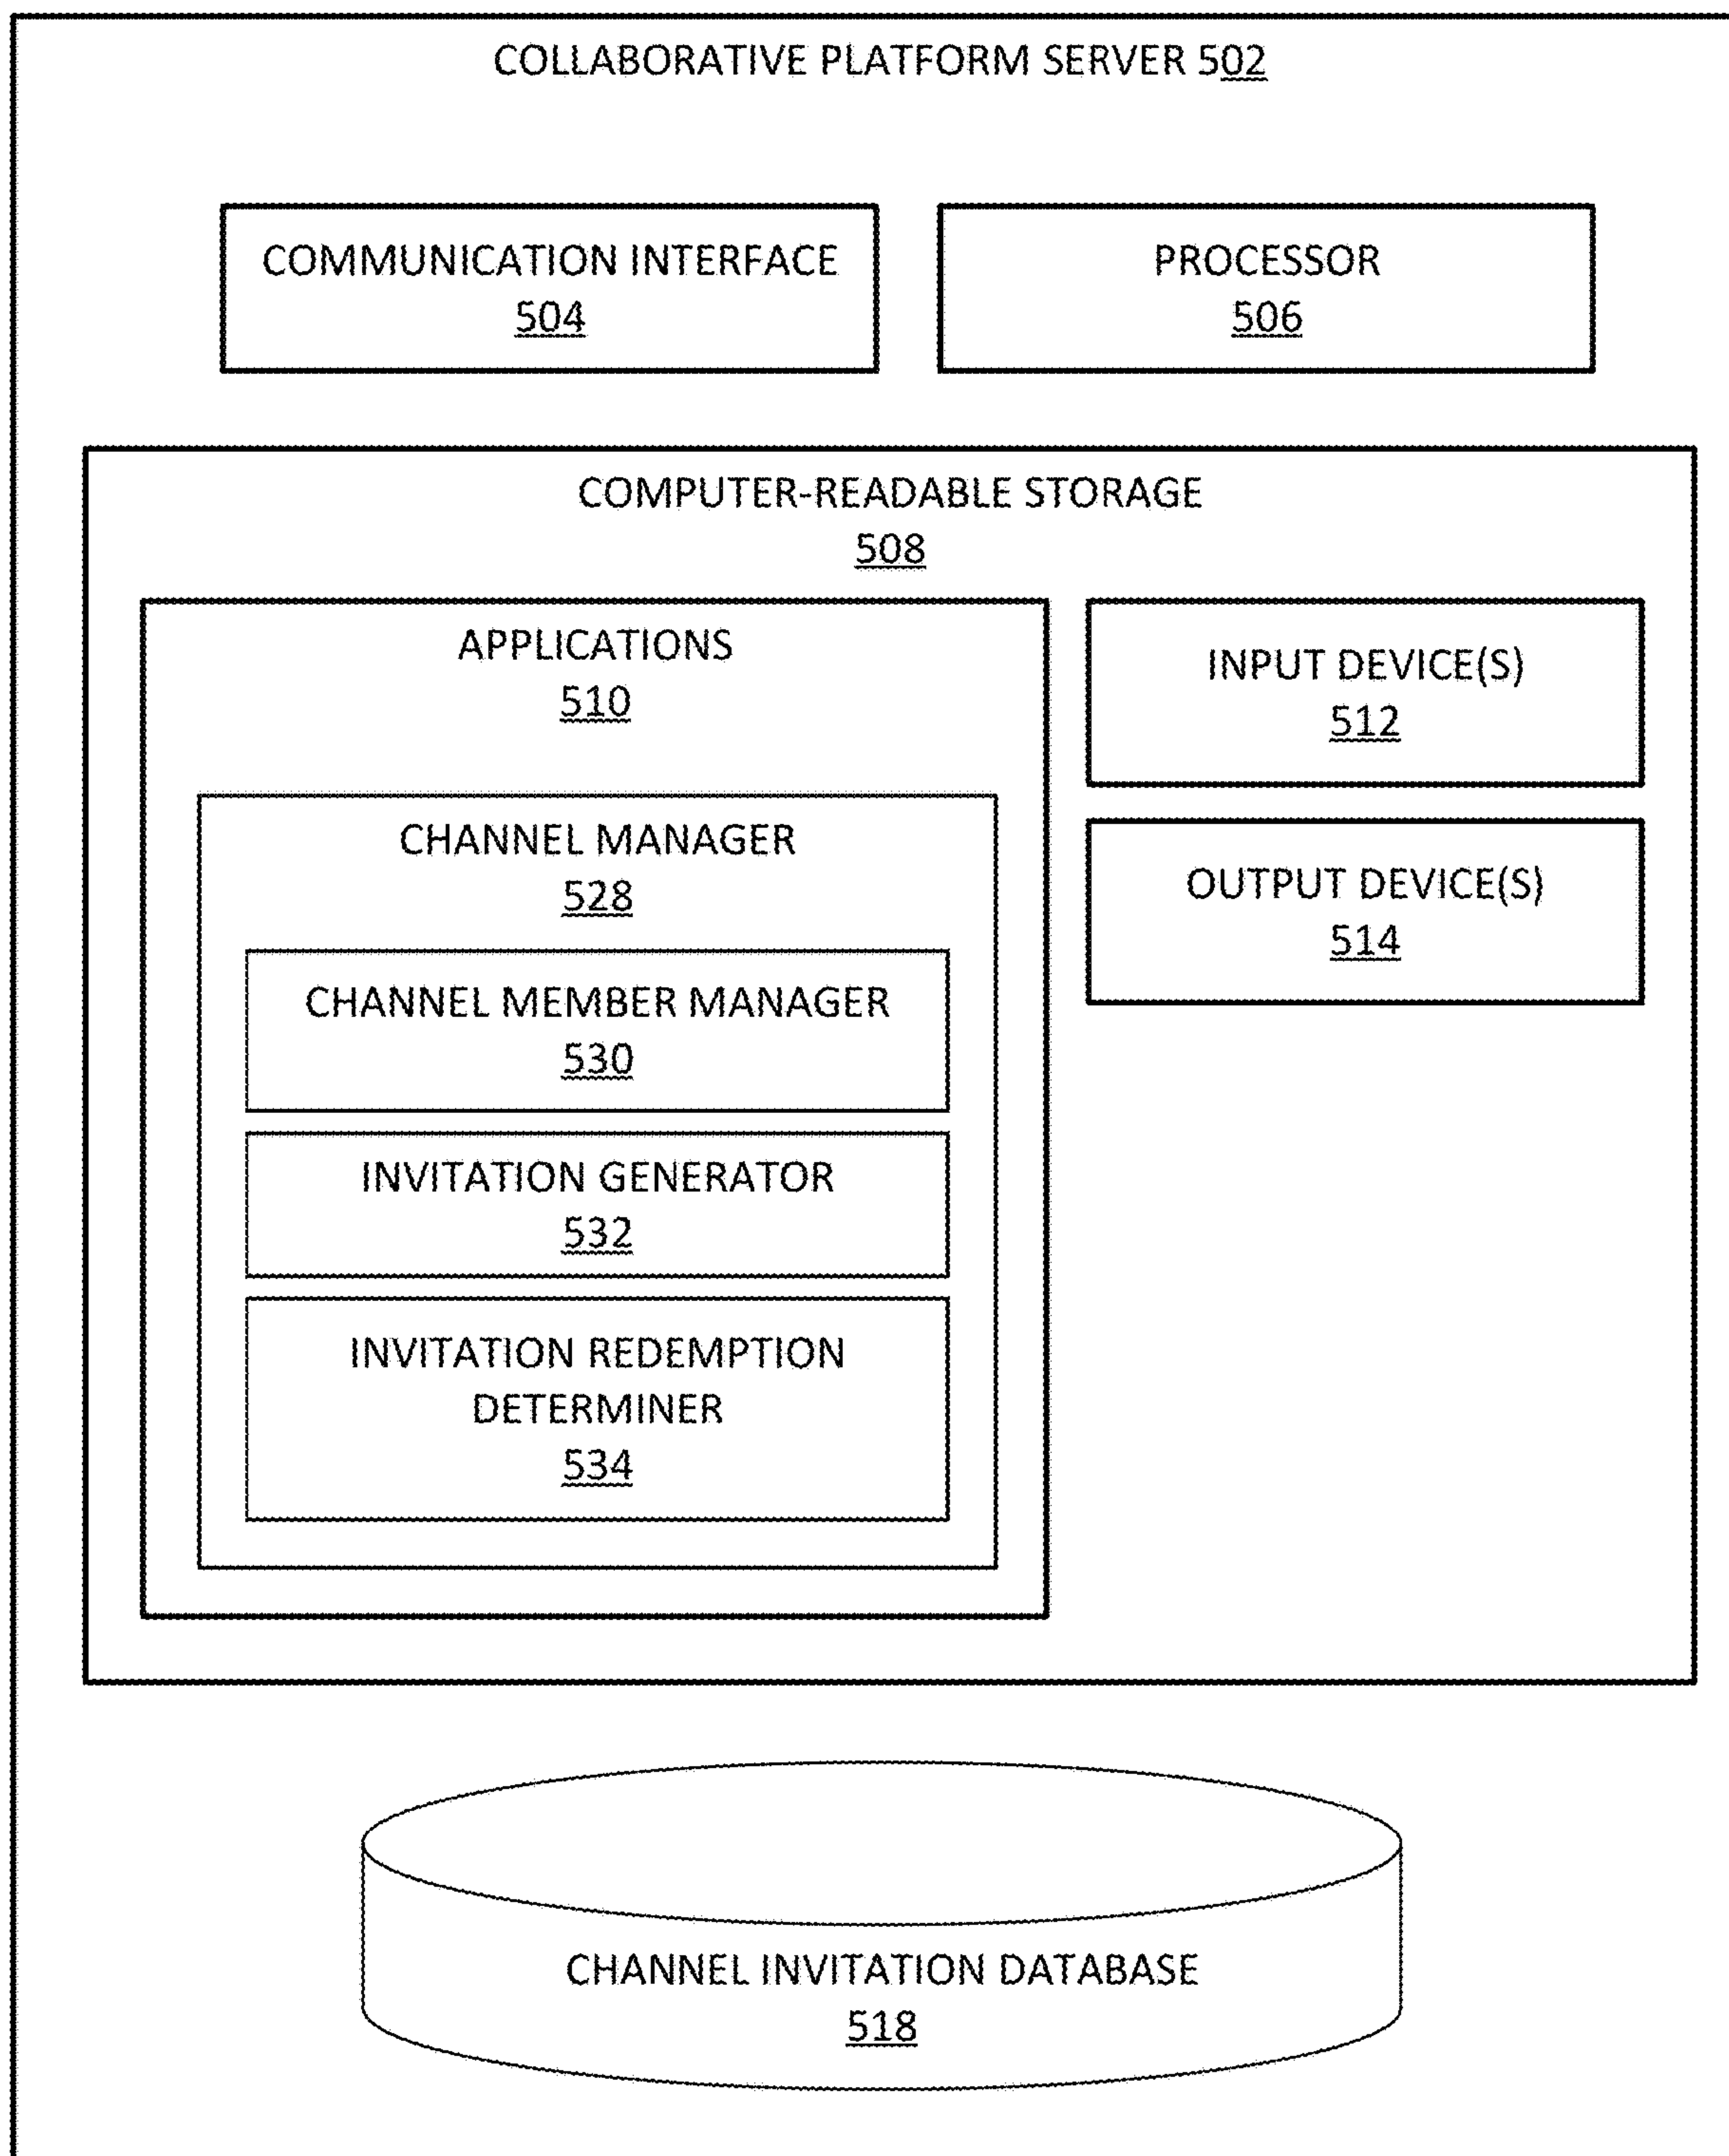 COLLABORATIVE PLATFORM SERVER 502
COMMUNICATION INTERFACE
504
PROCESSOR
506
COMPUTER-READABLE STORAGE
508
APPLICATIONS
510
INPUT DEVICE(S)
512
OUTPUT DEVICE(S)
514
CHANNEL MANAGER
528
CHANNEL MEMBER MANAGER
530
INVITATION GENERATOR
532
INVITATION REDEMPTION
DETERMINER
534
CHANNEL INVITATION DATABASE
518